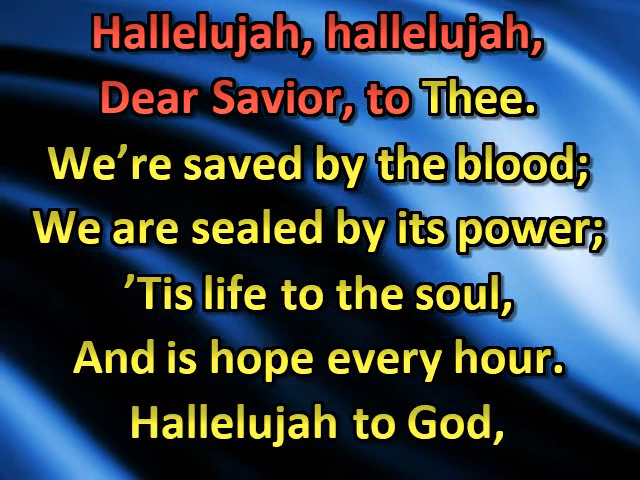 Hallelujah, hallelujah,
Dear Savior, to Thee.
We’re saved by the blood;
We are sealed by its power;
’Tis life to the soul,
And is hope every hour.
Hallelujah to God,